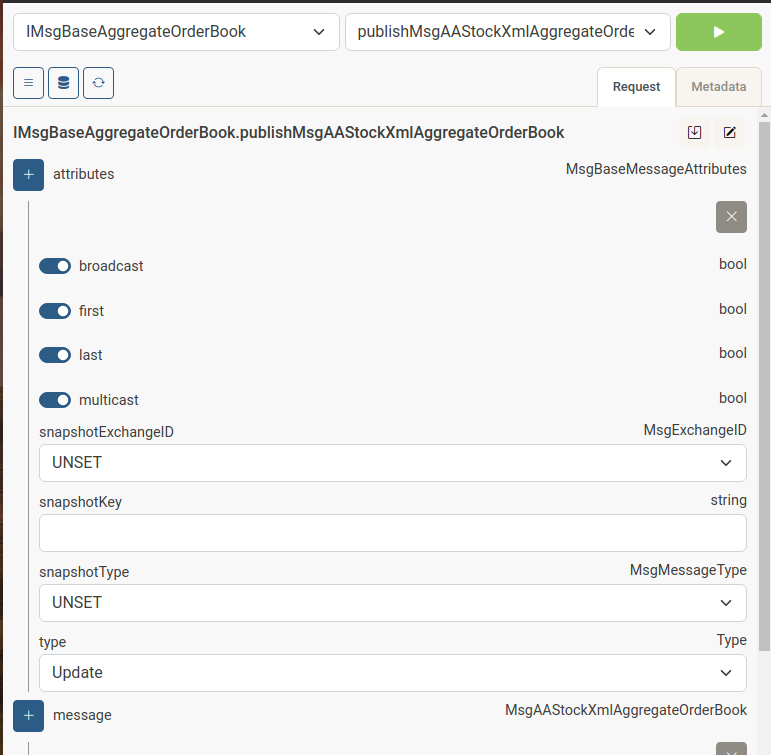 IMsgBaseAggregateOrderBook publishMsgAAStockXmlAggregateOrde
Request Metadata
IMsgBaseAggregateOrderBook.publishMsgAAStockXmlAggregateOrderBook
attributes MsgBaseMessageAttributes
broadcast bool
first bool
last bool
multicast bool
snapshotExchangeID MsgExchangeID
UNSET
snapshotKey string
snapshotType MsgMessageType
UNSET
type Type
Update
message MsgAAStockXmlAggregateOrderBook